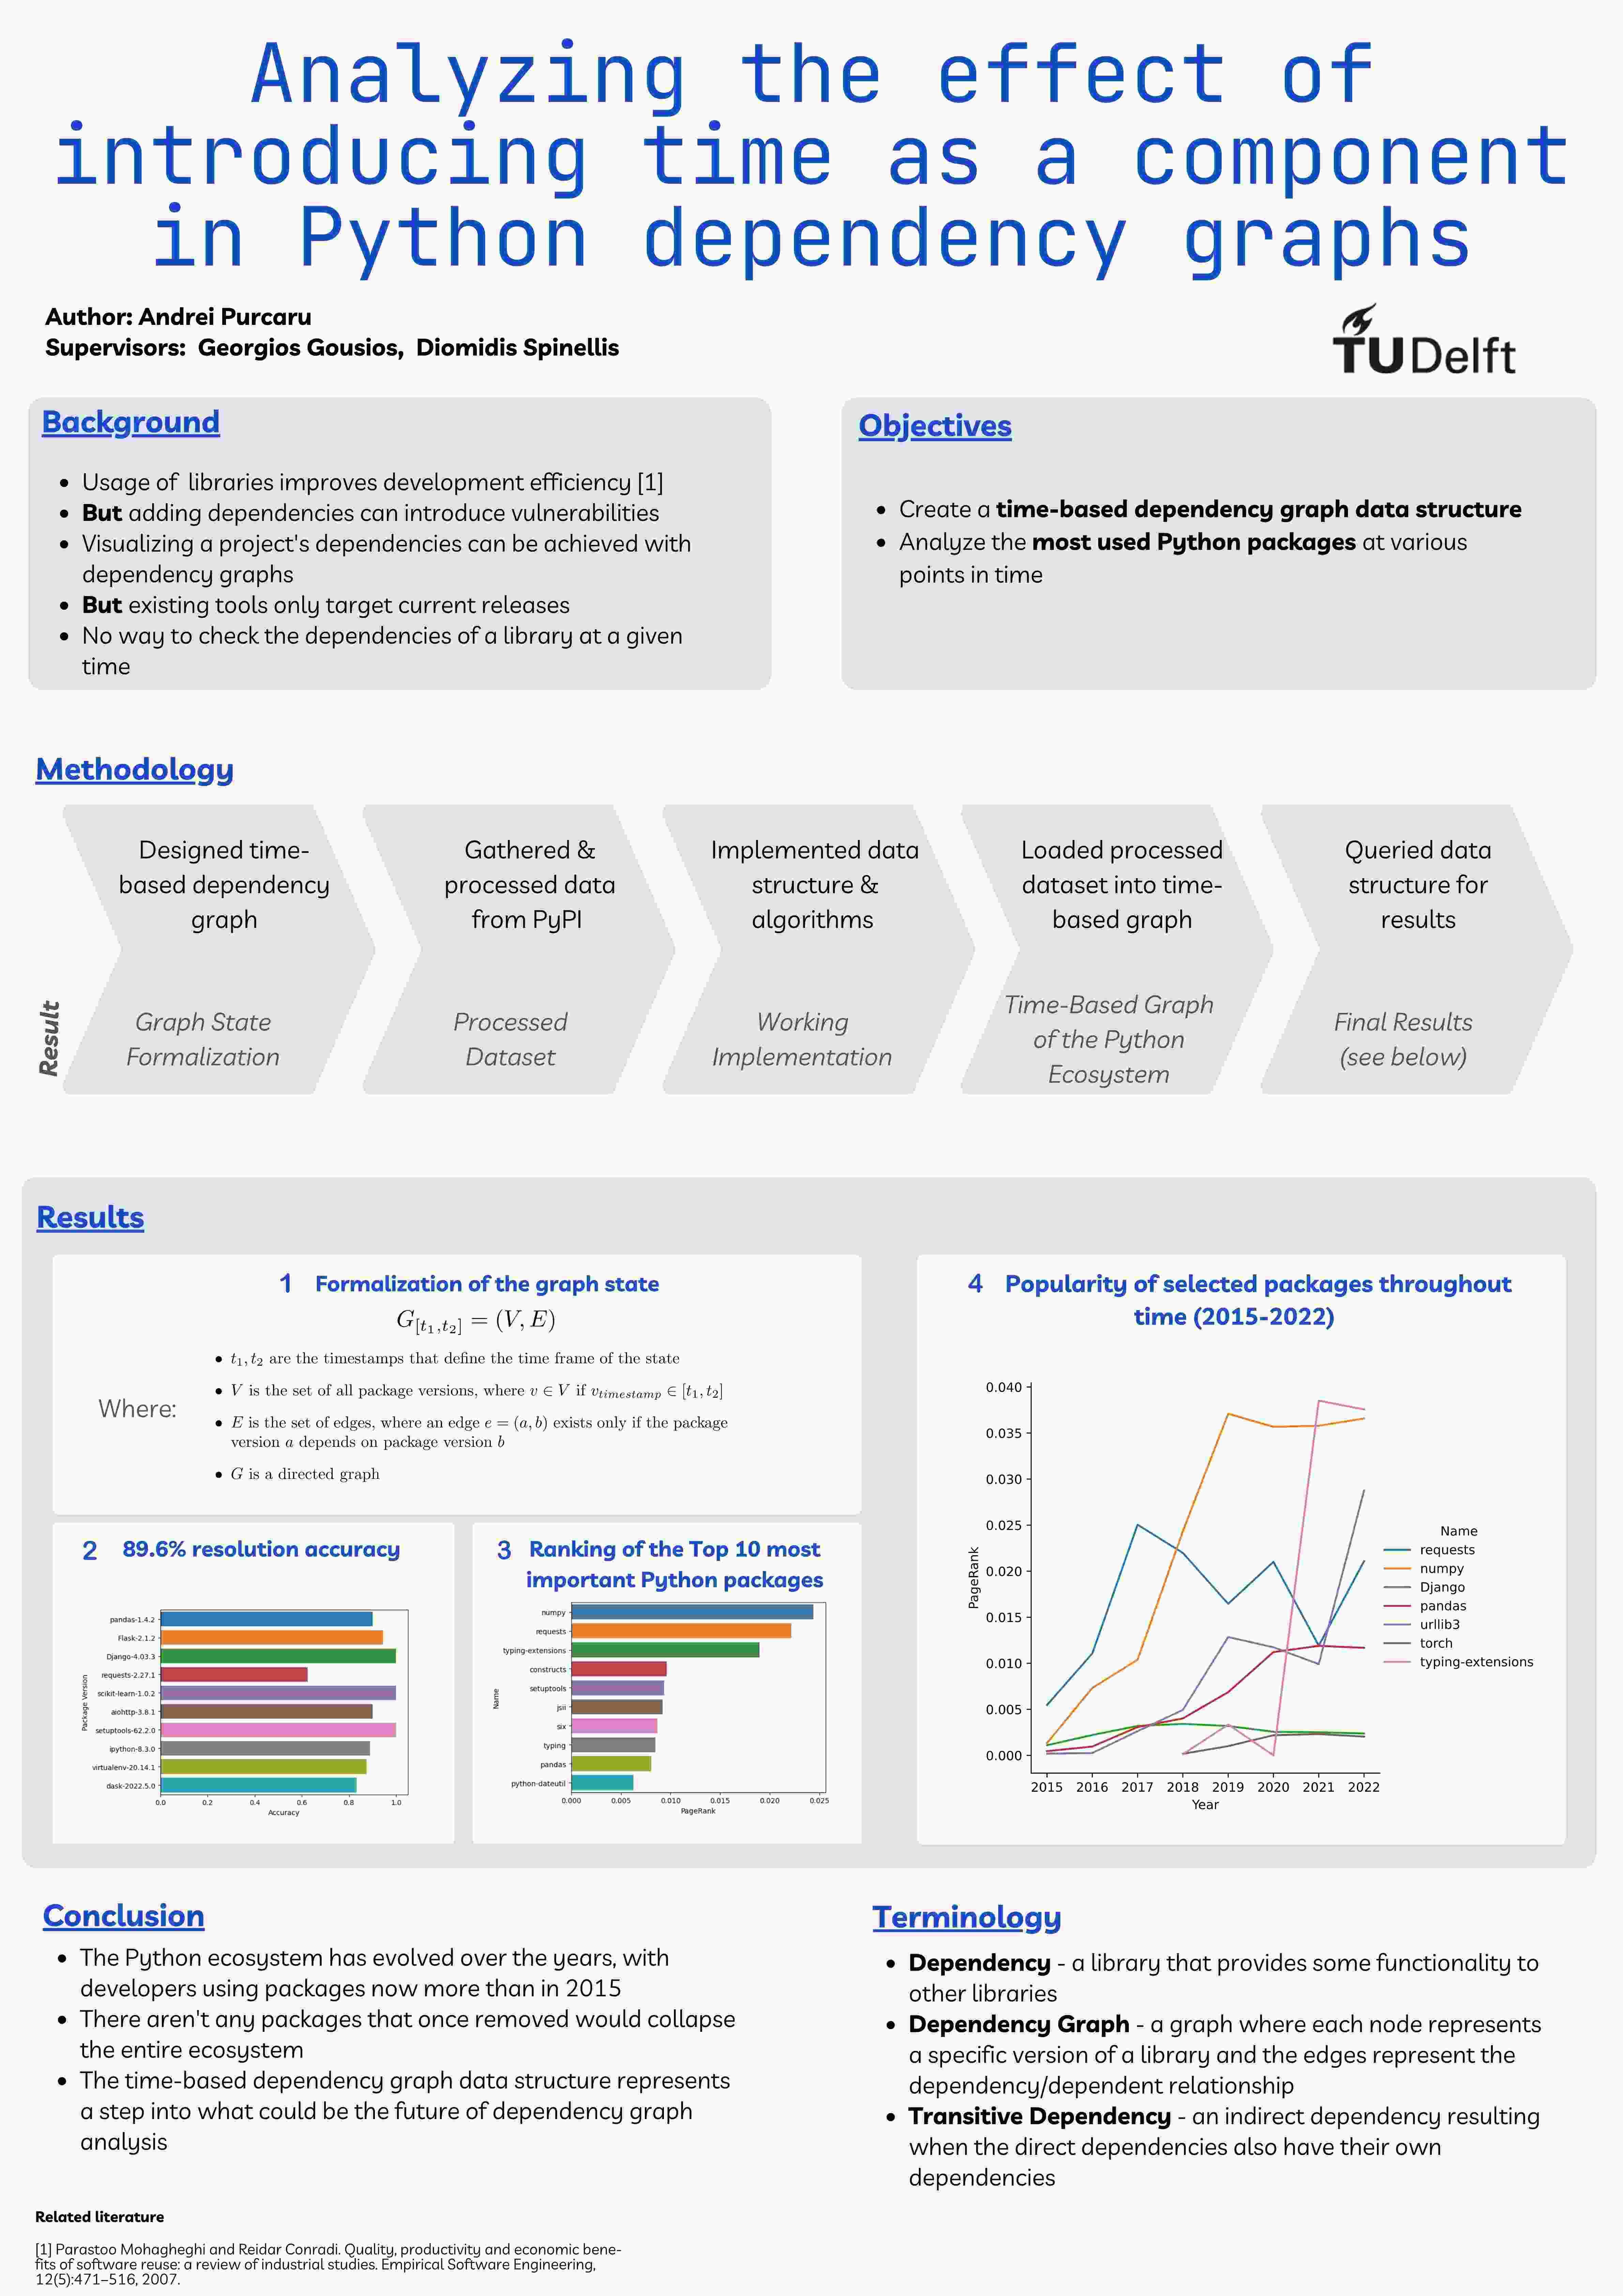 Analyzing the effect of
introducing time as a component
in Python dependency graphs
Author: Andrei Purcaru
Supervisors: Georgios Gousios, Diomidis Spinellis
TUDelft
Background
• Usage of libraries improves development efficiency [1]
• But adding dependencies can introduce vulnerabilities
• Visualizing a project's dependencies can be achieved with
dependency graphs
• But existing tools only target current releases
• No way to check the dependencies of a library at a given
time
Objectives
• Create a time-based dependency graph data structure
• Analyze the most used Python packages at various
points in time
Methodology
Designed time-
based dependency
graph
Gathered &
processed data
from PyPI
Implemented data
structure &
algorithms
Loaded processed
dataset into time-
based graph
Queried data
structure for
results
Result
Graph State
Formalization
Processed
Dataset
Working
Implementation
Time-Based Graph
of the Python
Ecosystem
Final Results
(see below)
Results
1 Formalization of the graph state
G[t1,t2] = (V, E)
Where:
• t1, t2 are the timestamps that define the time frame of the state
• V is the set of all package versions, where v ∈ V if vtimestamp ∈ [t1, t2]
• E is the set of edges, where an edge e = (a, b) exists only if the package
version a depends on package version b
• G is a directed graph
2 89.6% resolution accuracy
Package Version
pandas-1.4.2
Flask-2.1.2
Django-4.03.3
requests-2.27.1
scikit-learn-1.0.2
aiohttp-3.8.1
setuptools-62.2.0
ipython-8.3.0
virtualenv-20.14.1
dask-2022.5.0
0.0 0.2 0.4 0.6 0.8 1.0
Accuracy
3 Ranking of the Top 10 most
important Python packages
Name
numpy
requests
typing-extensions
constructs
setuptools
jsii
six
typing
pandas
python-dateutil
0.000 0.005 0.010 0.015 0.020 0.025
PageRank
4 Popularity of selected packages throughout
time (2015-2022)
PageRank
0.040
0.035
0.030
0.025
0.020
0.015
0.010
0.005
0.000
2015 2016 2017 2018 2019 2020 2021 2022
Year
Name
requests
numpy
Django
pandas
urllib3
torch
typing-extensions
Conclusion
• The Python ecosystem has evolved over the years, with
developers using packages now more than in 2015
• There aren't any packages that once removed would collapse
the entire ecosystem
• The time-based dependency graph data structure represents
a step into what could be the future of dependency graph
analysis
Terminology
• Dependency - a library that provides some functionality to
other libraries
• Dependency Graph - a graph where each node represents
a specific version of a library and the edges represent the
dependency/dependent relationship
• Transitive Dependency - an indirect dependency resulting
when the direct dependencies also have their own
dependencies
Related literature
[1] Parastoo Mohagheghi and Reidar Conradi. Quality, productivity and economic bene-
fits of software reuse: a review of industrial studies. Empirical Software Engineering,
12(5):471–516, 2007.